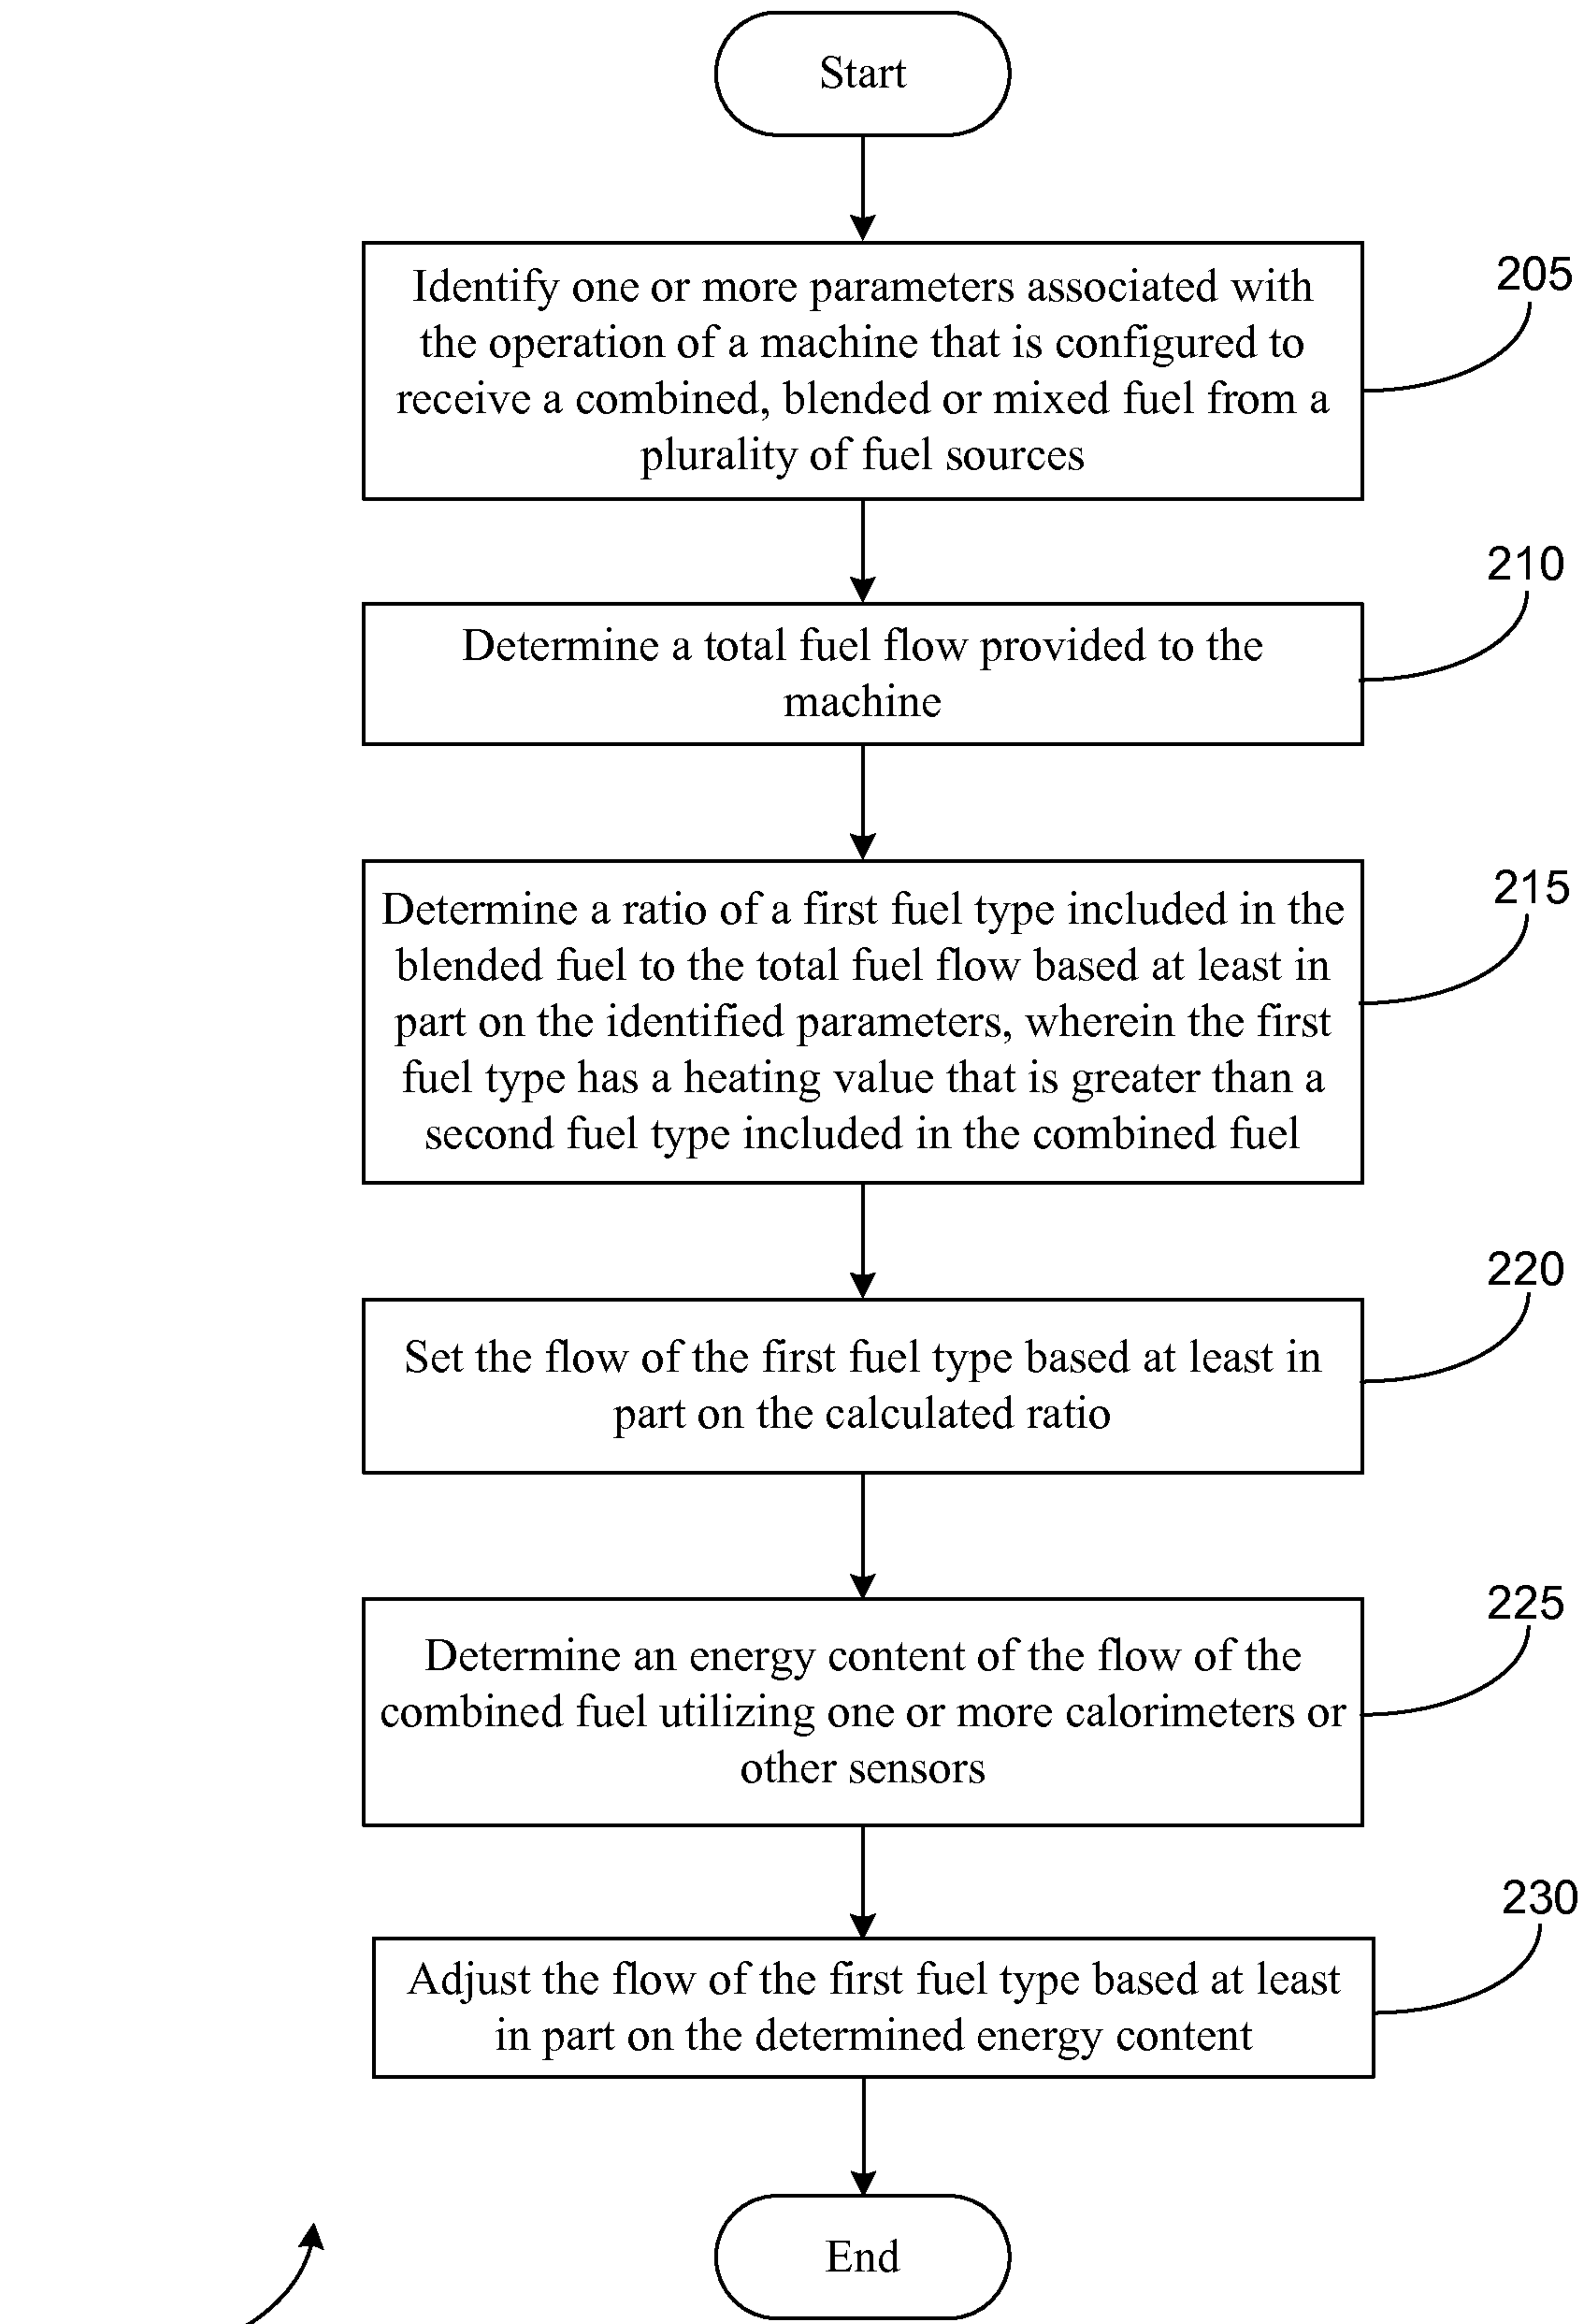 Start
Identify one or more parameters associated with
the operation of a machine that is configured to
receive a combined, blended or mixed fuel from a
plurality of fuel sources
205
Determine a total fuel flow provided to the
machine
210
Determine a ratio of a first fuel type included in the
blended fuel to the total fuel flow based at least in
part on the identified parameters, wherein the first
fuel type has a heating value that is greater than a
second fuel type included in the combined fuel
215
Set the flow of the first fuel type based at least in
part on the calculated ratio
220
Determine an energy content of the flow of the
combined fuel utilizing one or more calorimeters or
other sensors
225
Adjust the flow of the first fuel type based at least
in part on the determined energy content
230
End